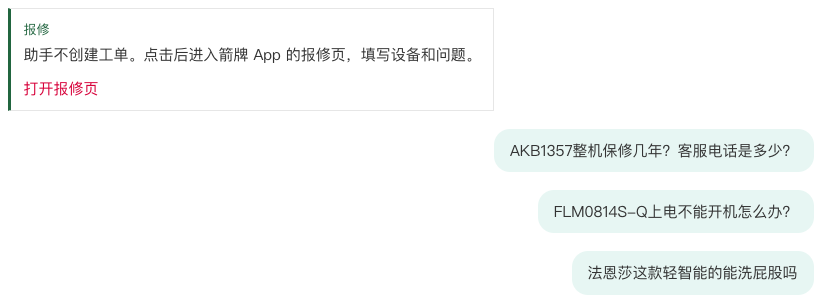 报修
助手不创建工单。点击后进入箭牌 App 的报修页，填写设备和问题。
打开报修页
AKB1357整机保修几年？客服电话是多少？
FLM0814S-Q上电不能开机怎么办？
法恩莎这款轻智能的能洗屁股吗